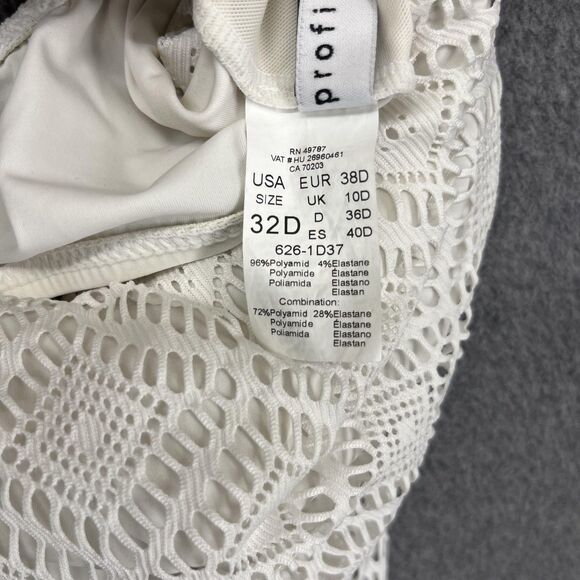 profi
RN 49787
VAT # HU 26960461
CA 70203
USA EUR 38D
SIZE UK 10D
32D D 36D
ES 40D
626-1D37
96%Polyamid 4%Elastane
Polyamide Élastane
Poliamida Elastano
Elastan
Combination:
72%Polyamid 28%Elastane
Polyamide Élastane
Poliamida Elastano
Elastan